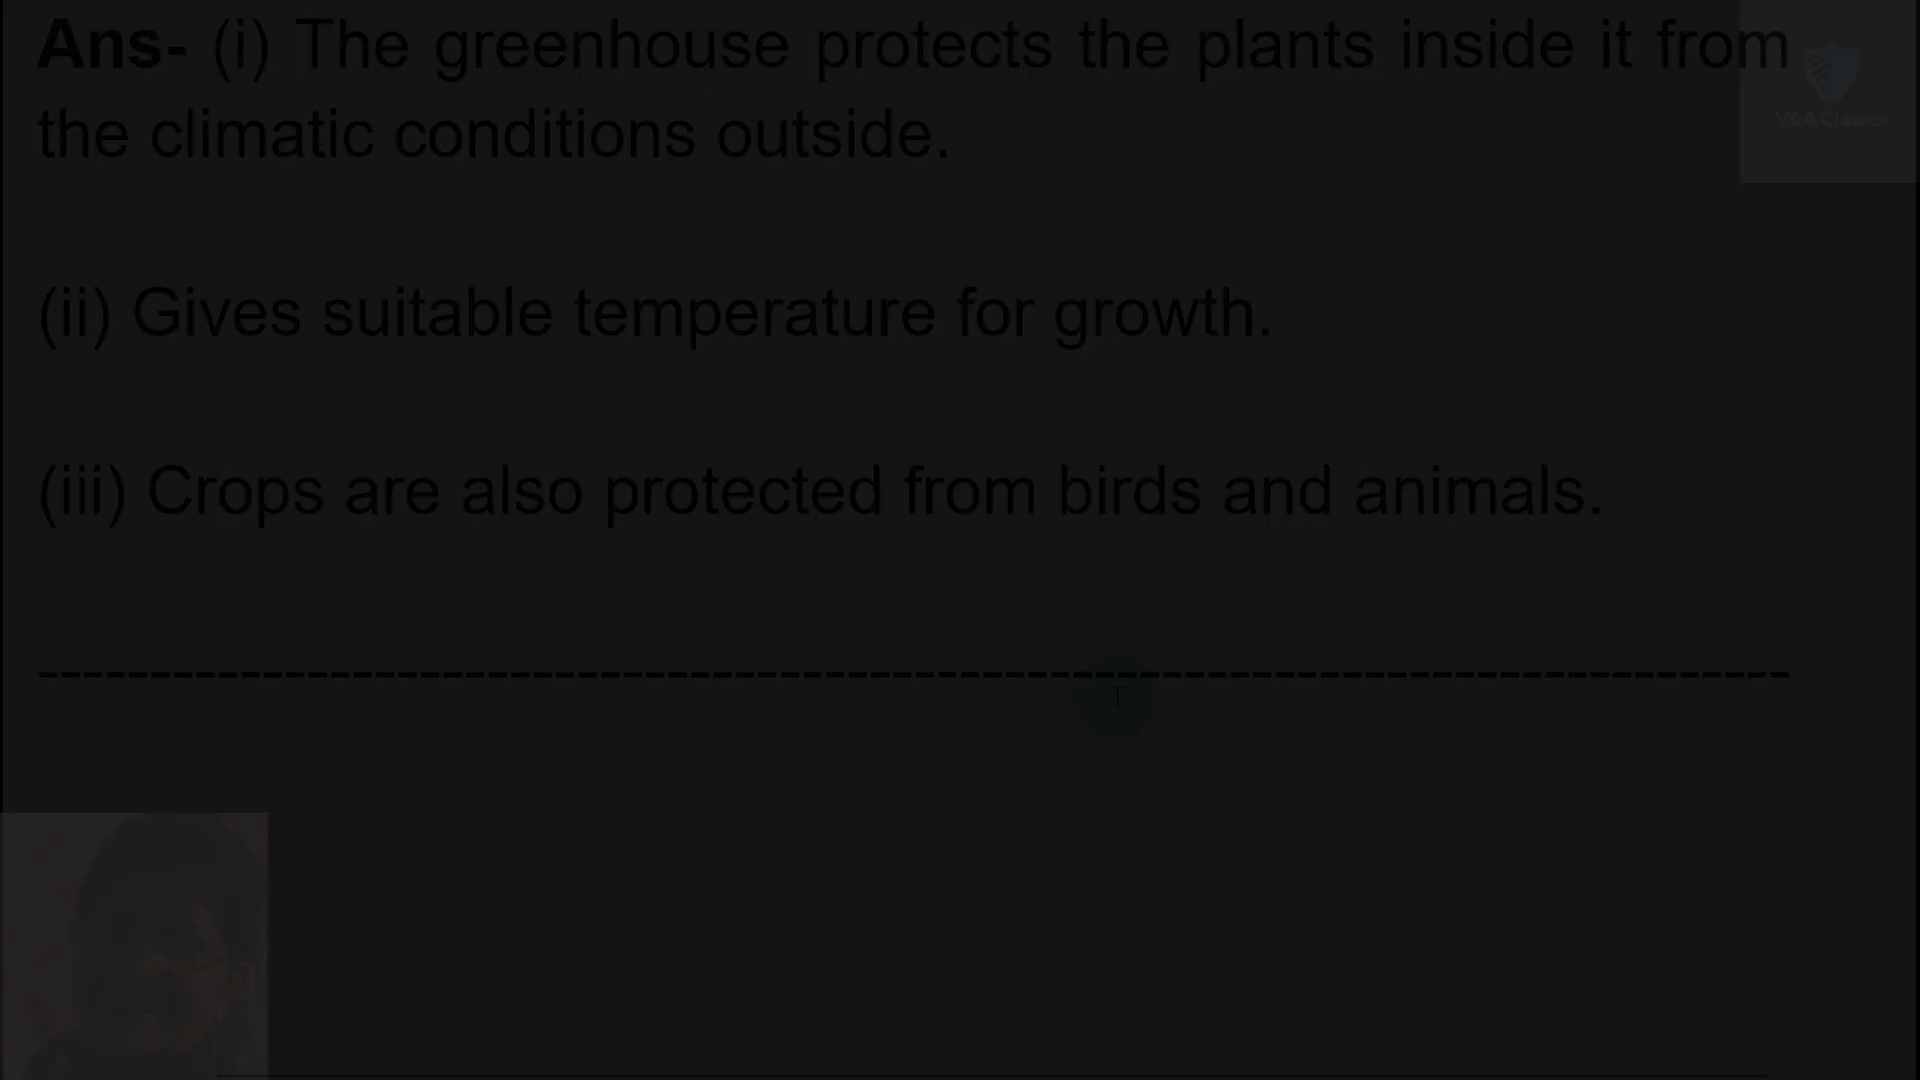 Ans- (i) The greenhouse protects the plants inside it from
the climatic conditions outside.
(ii) Gives suitable temperature for growth.
(iii) Crops are also protected from birds and animals.
-------------------------------------------------------------------------------